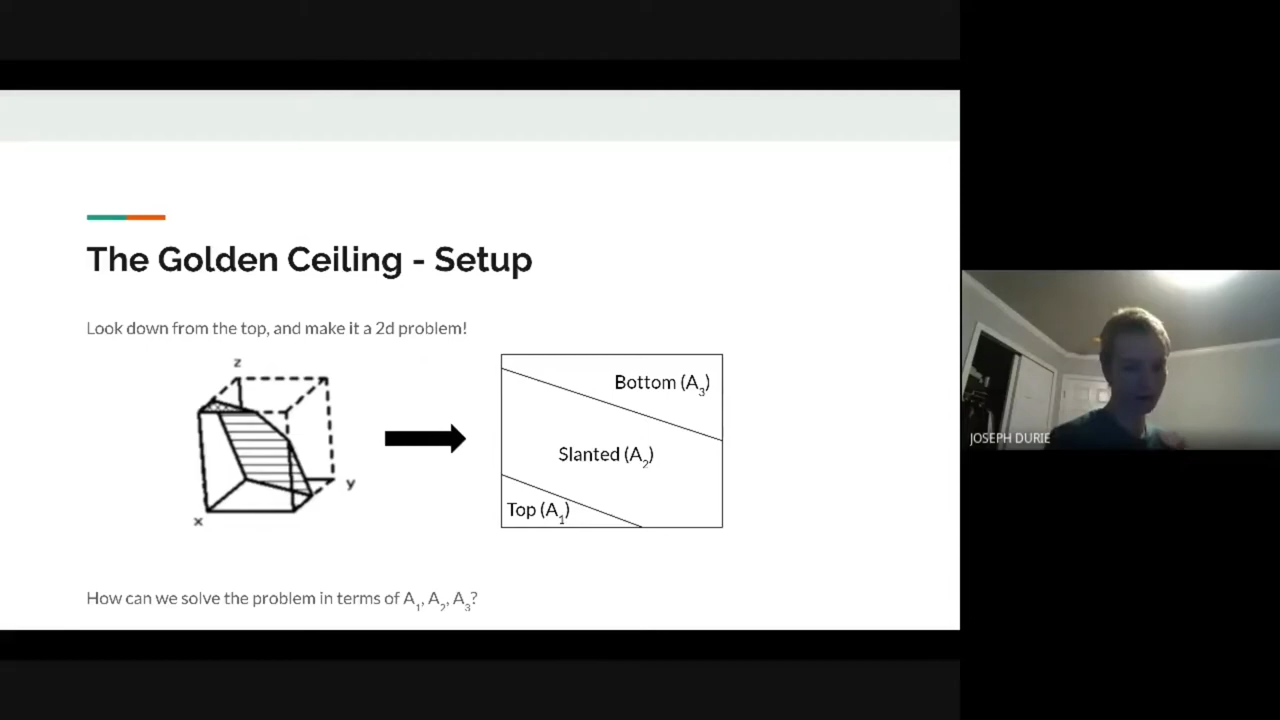 The Golden Ceiling - Setup
Look down from the top, and make it a 2d problem!
z
y
x
Bottom (A₃)
Slanted (A₂)
Top (A₁)
How can we solve the problem in terms of A₁, A₂, A₃?
JOSEPH DURIE